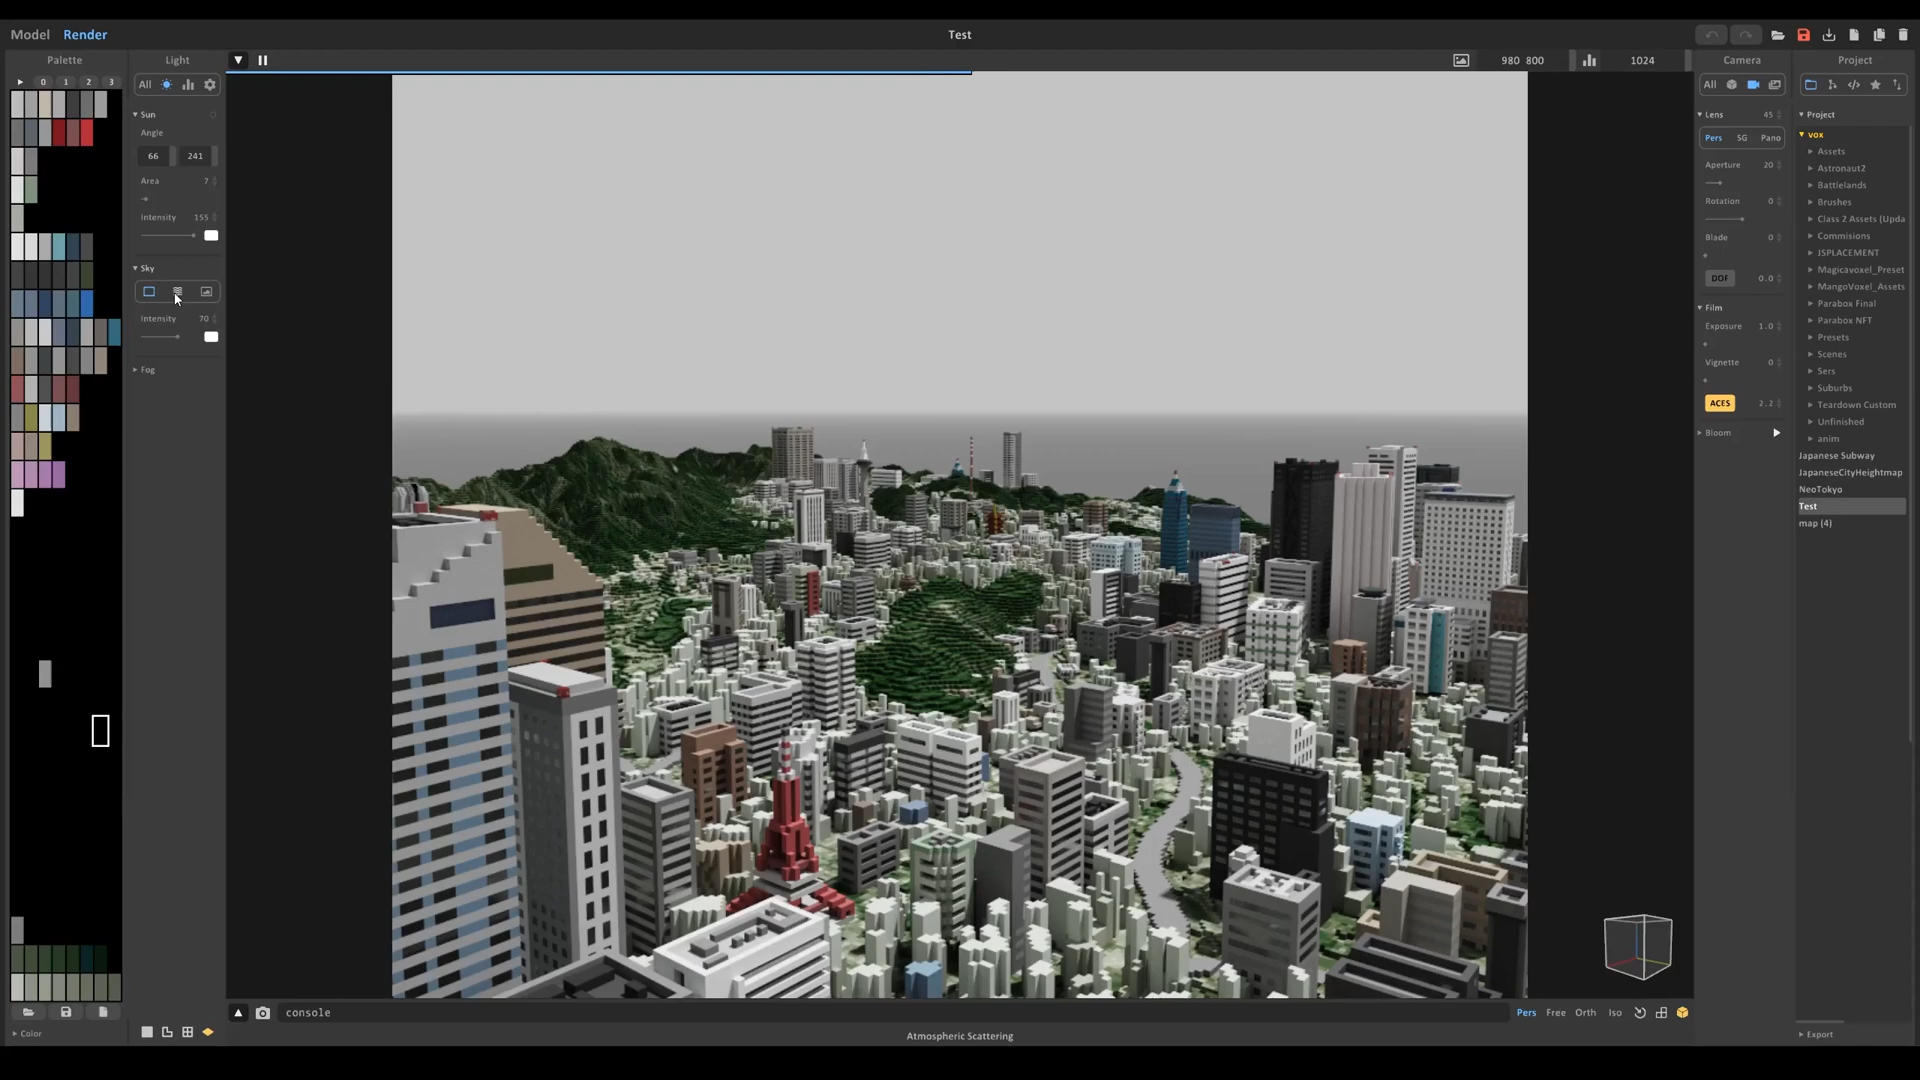 Model Render
Test
980 800
1024
Palette
0 1 2 3
Color
Light
All
Sun
Angle
66 241
Area 7
Intensity 155
Sky
Intensity 70
Fog
console
Pers Free Orth Iso
Atmospheric Scattering
Camera
All
Lens 45
Pers SG Pano
Aperture 20
Rotation 0
Blade 0
DOF 0.0
Film
Exposure 1.0
Vignette 0
ACES 2.2
Bloom
Project
Project
vox
Assets
Astronaut2
Battlelands
Brushes
Class 2 Assets (Upda
Commisions
JSPLACEMENT
Magicavoxel_Preset
MangoVoxel_Assets
Parabox Final
Parabox NFT
Presets
Scenes
Sers
Suburbs
Teardown Custom
Unfinished
anim
Japanese Subway
JapaneseCityHeightmap
NeoTokyo
Test
map (4)
Export